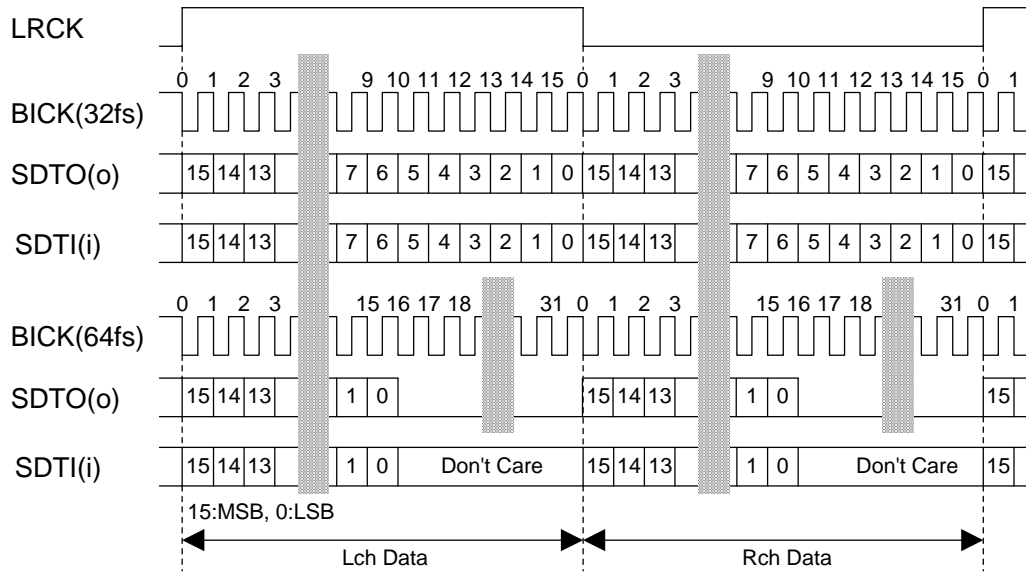 LRCK
0 1 2 3 9 10 11 12 13 14 15 0 1 2 3 9 10 11 12 13 14 15 0 1
BICK(32fs)
SDTO(o) 15 14 13 7 6 5 4 3 2 1 0 15 14 13 7 6 5 4 3 2 1 0 15
SDTI(i) 15 14 13 7 6 5 4 3 2 1 0 15 14 13 7 6 5 4 3 2 1 0 15
0 1 2 3 15 16 17 18 31 0 1 2 3 15 16 17 18 31 0 1
BICK(64fs)
SDTO(o) 15 14 13 1 0 15 14 13 1 0 15
SDTI(i) 15 14 13 1 0 Don't Care 15 14 13 1 0 Don't Care 15
15:MSB, 0:LSB
Lch Data Rch Data